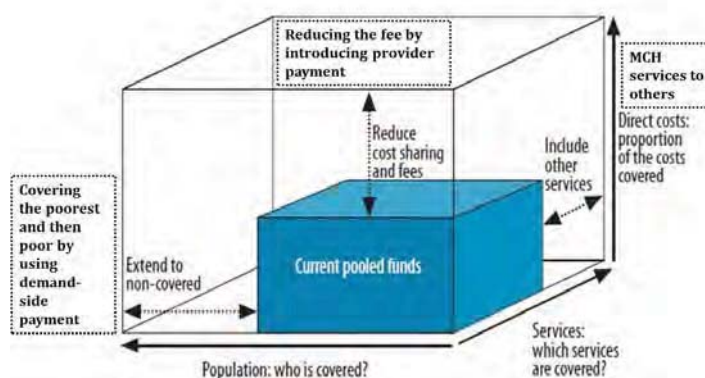 Reducing the fee by
introducing provider
payment
MCH
services to
others
Direct costs:
proportion
of the costs
covered
Reduce
cost sharing
and fees
Include
other
services
Covering
the poorest
and then
poor by
using
demand-
side
payment
Extend to
non-covered
Current pooled funds
Services:
which services
are covered?
Population: who is covered?